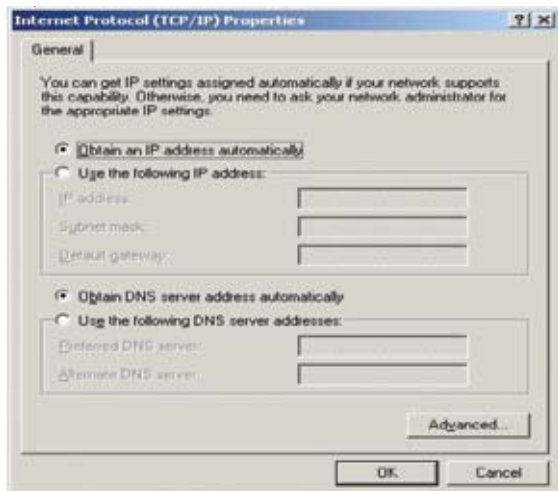 Internet Protocol (TCP/IP) Properties
General
You can get IP settings assigned automatically if your network supports
this capability. Otherwise, you need to ask your network administrator for
the appropriate IP settings.
Obtain an IP address automatically
Use the following IP address:
IP address:
Subnet mask:
Default gateway:
Obtain DNS server address automatically
Use the following DNS server addresses:
Preferred DNS server:
Alternate DNS server:
Advanced...
OK
Cancel